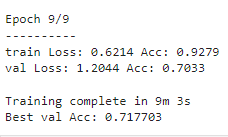 Epoch 9/9
----------
train Loss: 0.6214 Acc: 0.9279
val Loss: 1.2044 Acc: 0.7033
Training complete in 9m 3s
Best val Acc: 0.717703